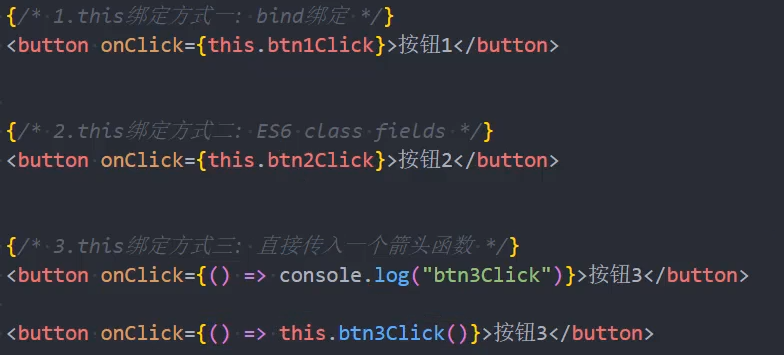 {/* 1.this绑定方式一: bind绑定 */}
<button onClick={this.btn1Click}>按钮1</button>
{/* 2.this绑定方式二: ES6 class fields */}
<button onClick={this.btn2Click}>按钮2</button>
{/* 3.this绑定方式三: 直接传入一个箭头函数 */}
<button onClick={() => console.log("btn3Click")}>按钮3</button>
<button onClick={() => this.btn3Click()}>按钮3</button>